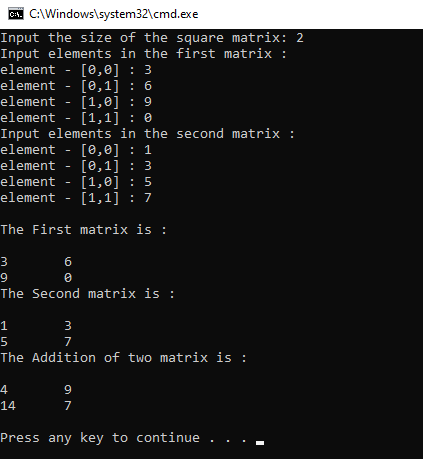 C:\Windows\system32\cmd.exe
Input the size of the square matrix: 2
Input elements in the first matrix :
element - [0,0] : 3
element - [0,1] : 6
element - [1,0] : 9
element - [1,1] : 0
Input elements in the second matrix :
element - [0,0] : 1
element - [0,1] : 3
element - [1,0] : 5
element - [1,1] : 7
The First matrix is :
3       6
9       0
The Second matrix is :
1       3
5       7
The Addition of two matrix is :
4       9
14      7
Press any key to continue . . .